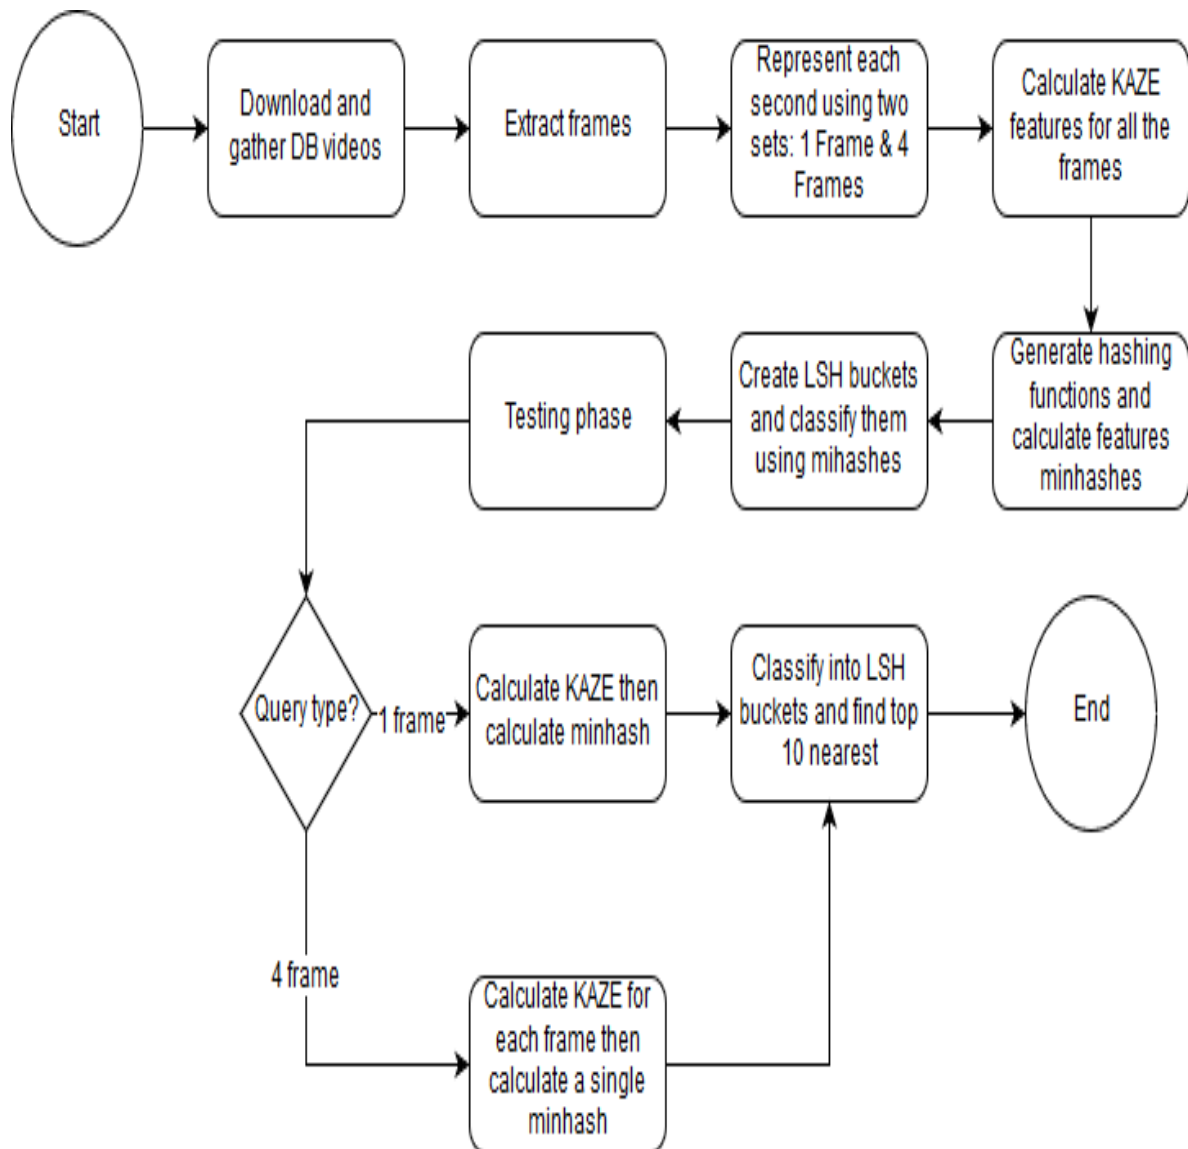 Start
Download and
gather DB videos
Extract frames
Represent each
second using two
sets: 1 Frame & 4
Frames
Calculate KAZE
features for all the
frames
Generate hashing
functions and
calculate features
minhashes
Create LSH buckets
and classify them
using mihashes
Testing phase
Query type?
1 frame
Calculate KAZE then
calculate minhash
Classify into LSH
buckets and find top
10 nearest
End
4 frame
Calculate KAZE for
each frame then
calculate a single
minhash